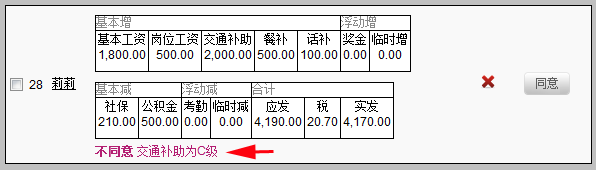 基本增 浮动增
基本工资 岗位工资 交通补助 餐补 话补 奖金 临时增
1,800.00 500.00 2,000.00 500.00 100.00 0.00 0.00
28 莉莉 同意
基本减 浮动减 合计
社保 公积金 考勤 临时减 应发 税 实发
210.00 500.00 0.00 0.00 4,190.00 20.70 4,170.00
不同意 交通补助为C级